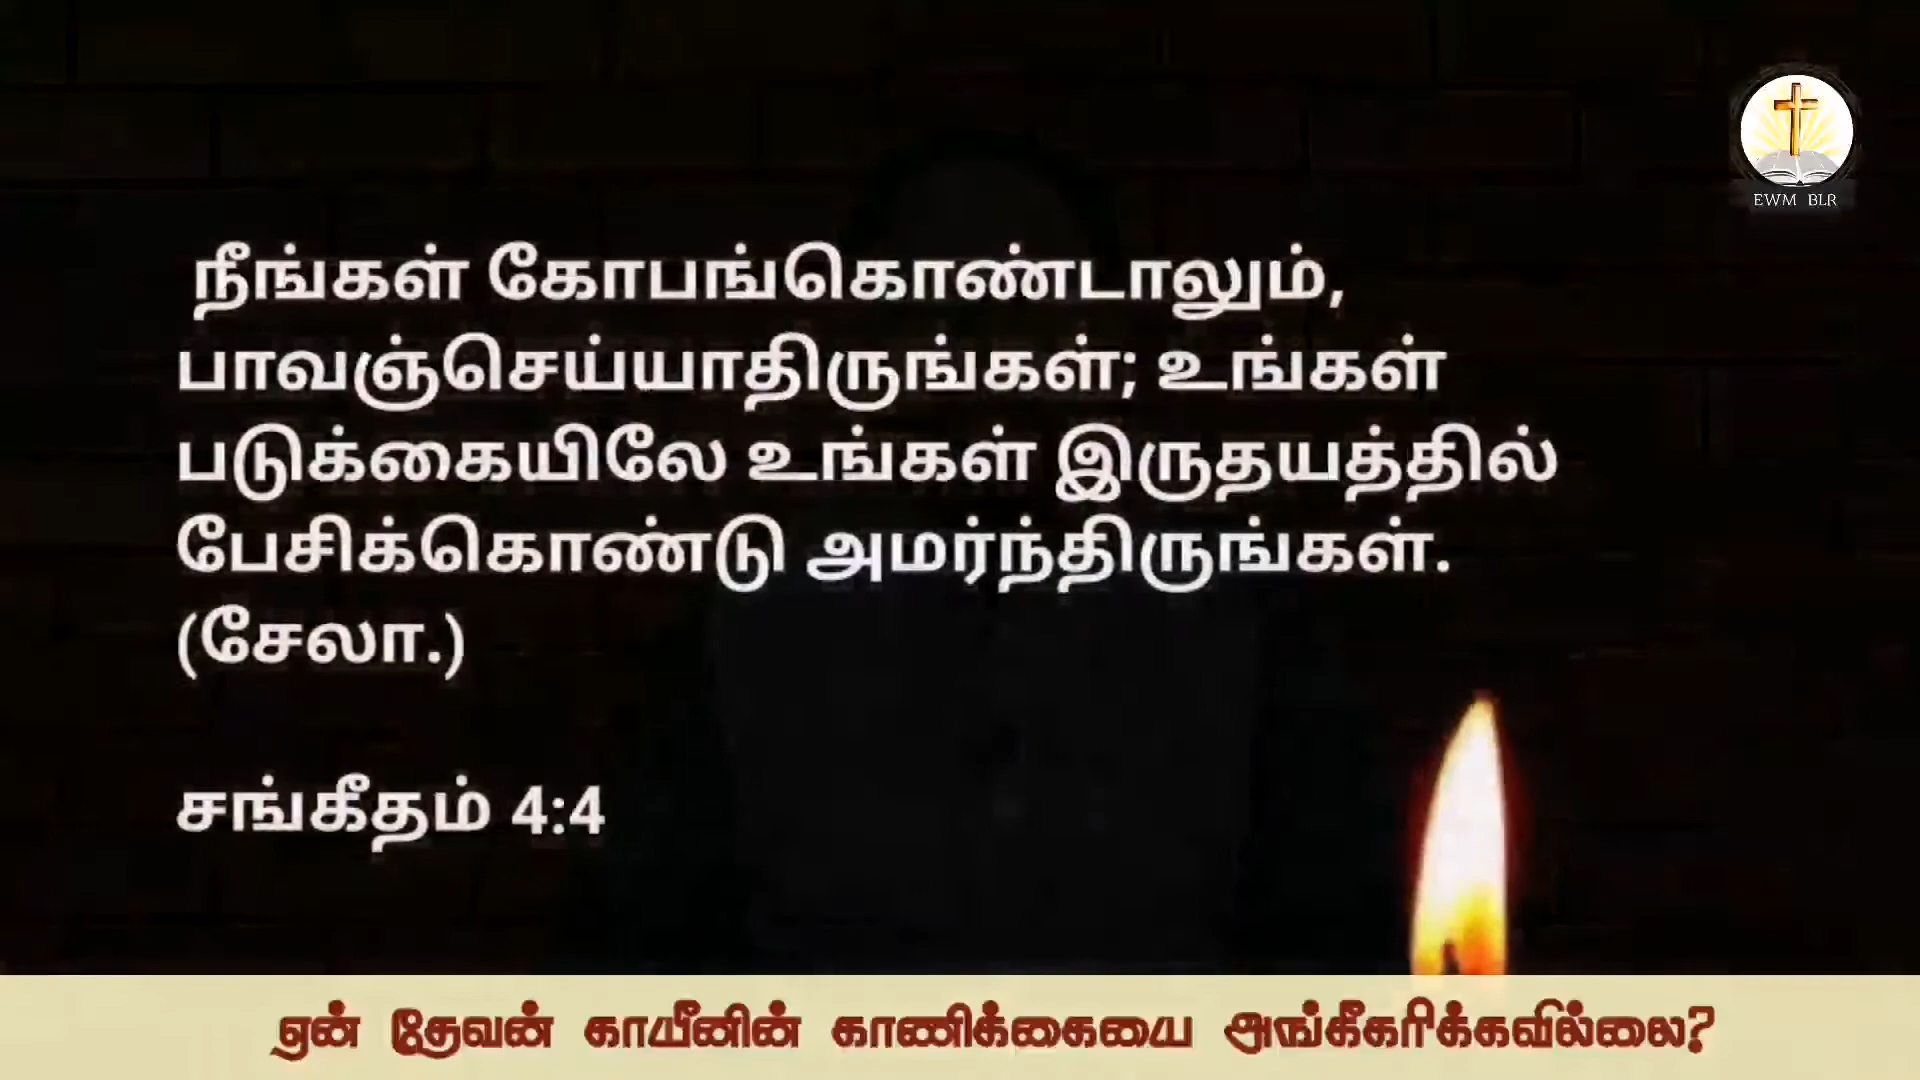 EWM BLR
நீங்கள் கோபங்கொண்டாலும்,
பாவஞ்செய்யாதிருங்கள்; உங்கள்
படுக்கையிலே உங்கள் இருதயத்தில்
பேசிக்கொண்டு அமர்ந்திருங்கள்.
(சேலா.)
சங்கீதம் 4:4
ஏன் தேவன் காயீனின் காணிக்கையை அங்கீகரிக்கவில்லை?